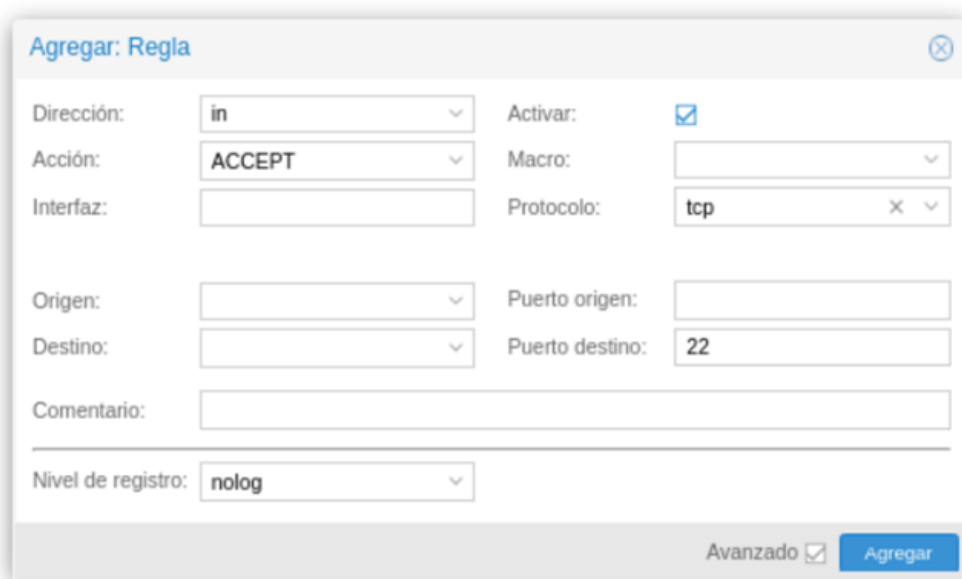 Agregar: Regla
Dirección: in Activar:
Acción: ACCEPT Macro:
Interfaz: Protocolo: tcp
Origen: Puerto origen:
Destino: Puerto destino: 22
Comentario:
Nivel de registro: nolog
Avanzado Agregar